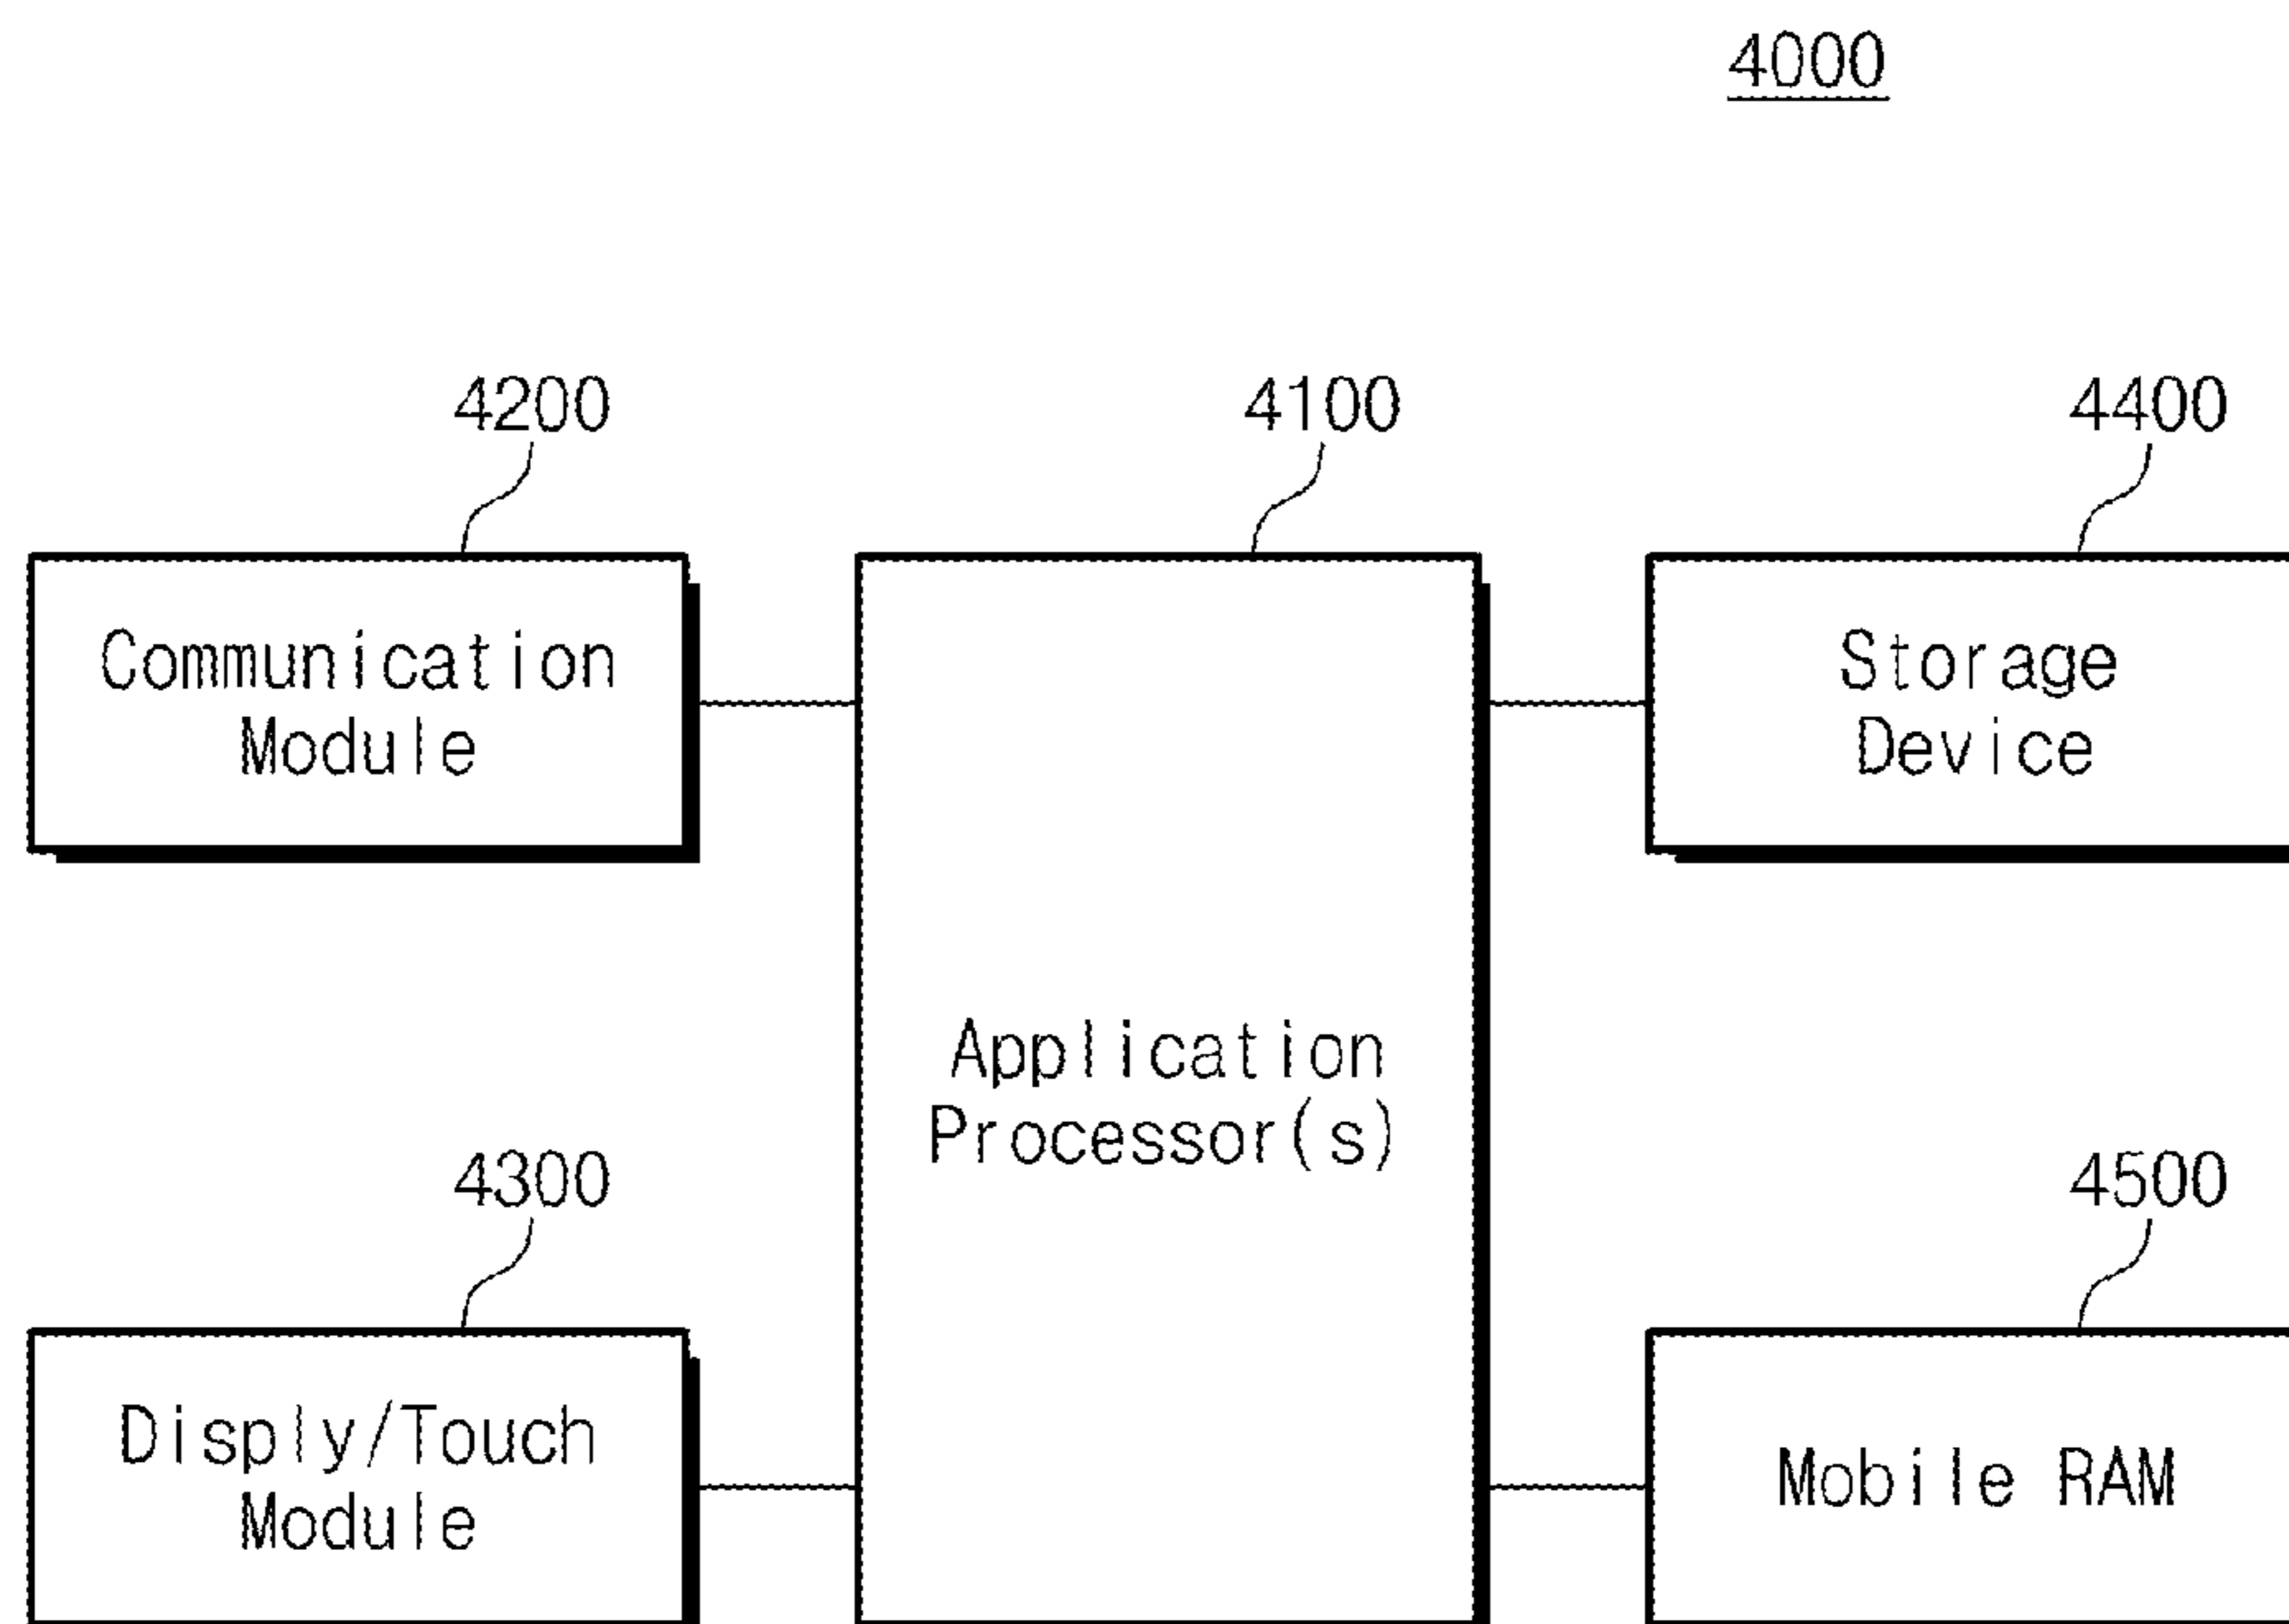 4000
4200
4100
4400
Communication
Module
Storage
Device
Application
Processor(s)
4300
4500
Disply/Touch
Module
Mobile RAM